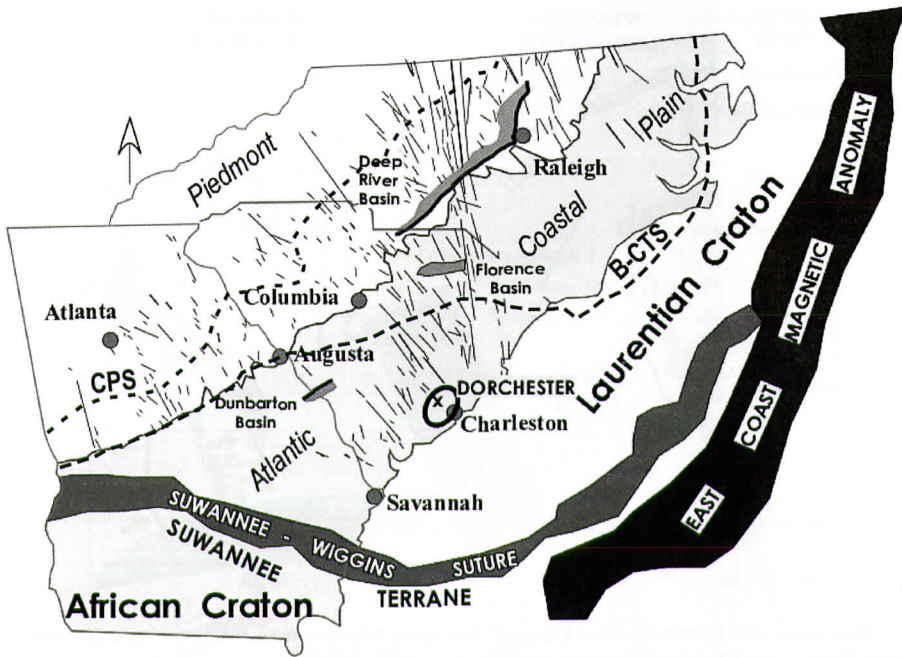 Piedmont
Deep
River
Basin
Raleigh
Plain
Coastal
Florence
Basin
B-CTS
Laurentian Craton
Columbia
Atlanta
Augusta
CPS
Dunbarton
Basin
Atlantic
x
DORCHESTER
Charleston
Savannah
SUWANNEE - WIGGINS SUTURE
SUWANNEE
TERRANE
African Craton
EAST
COAST
MAGNETIC
ANOMALY